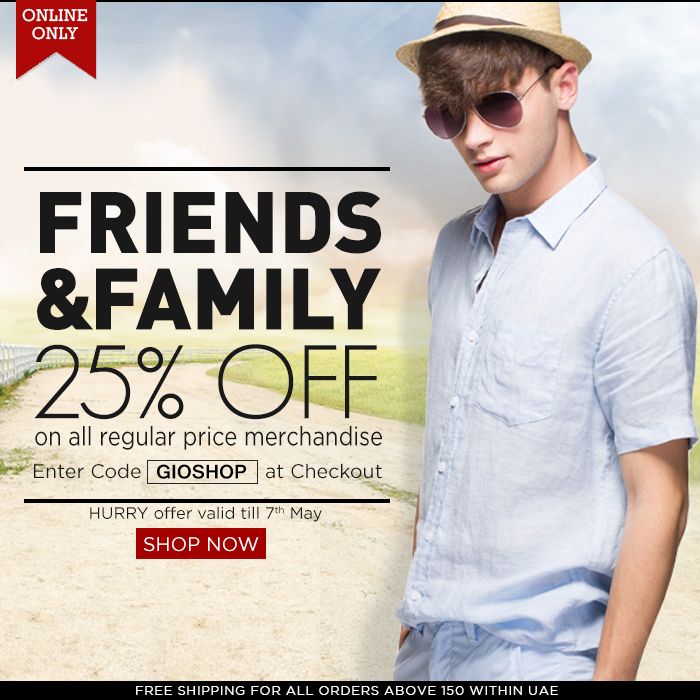 ONLINE
ONLY
FRIENDS
&FAMILY
25% OFF
on all regular price merchandise
Enter Code GIOSHOP at Checkout
HURRY offer valid till 7th May
SHOP NOW
FREE SHIPPING FOR ALL ORDERS ABOVE 150 WITHIN UAE